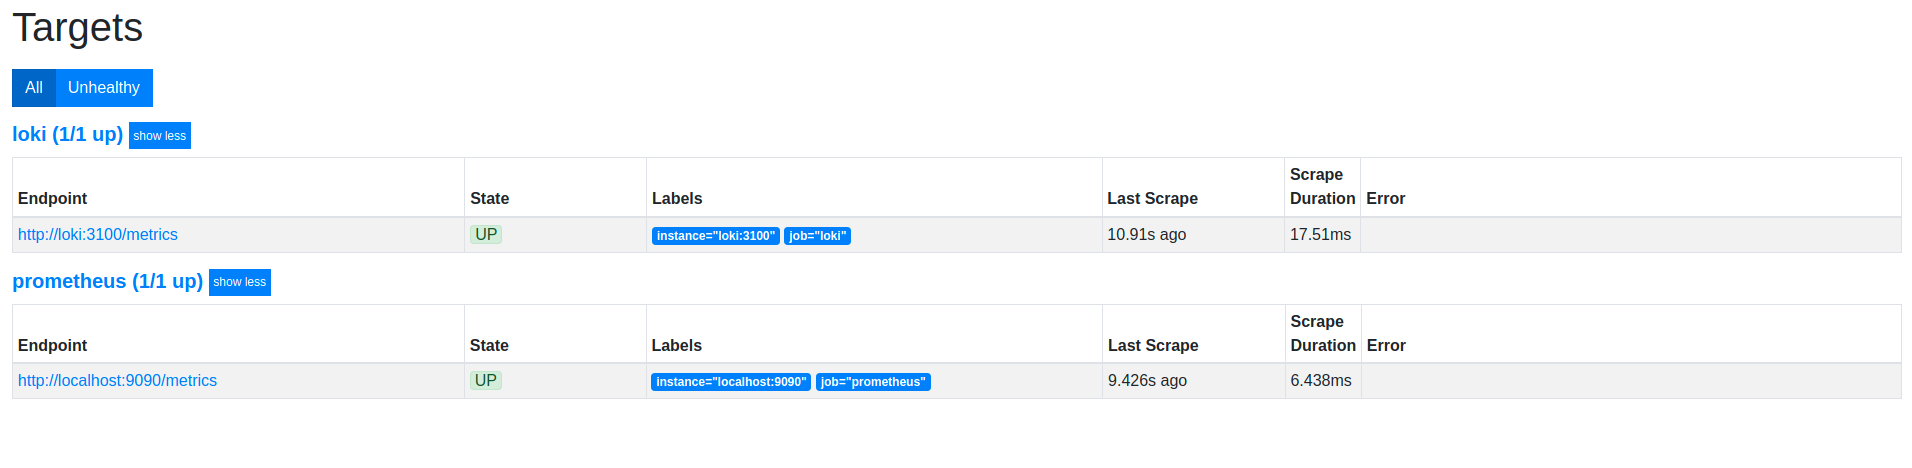 Targets
All Unhealthy
loki (1/1 up) show less
Endpoint State Labels Last Scrape Scrape Duration Error
http://loki:3100/metrics UP instance="loki:3100" job="loki" 10.91s ago 17.51ms
prometheus (1/1 up) show less
Endpoint State Labels Last Scrape Scrape Duration Error
http://localhost:9090/metrics UP instance="localhost:9090" job="prometheus" 9.426s ago 6.438ms